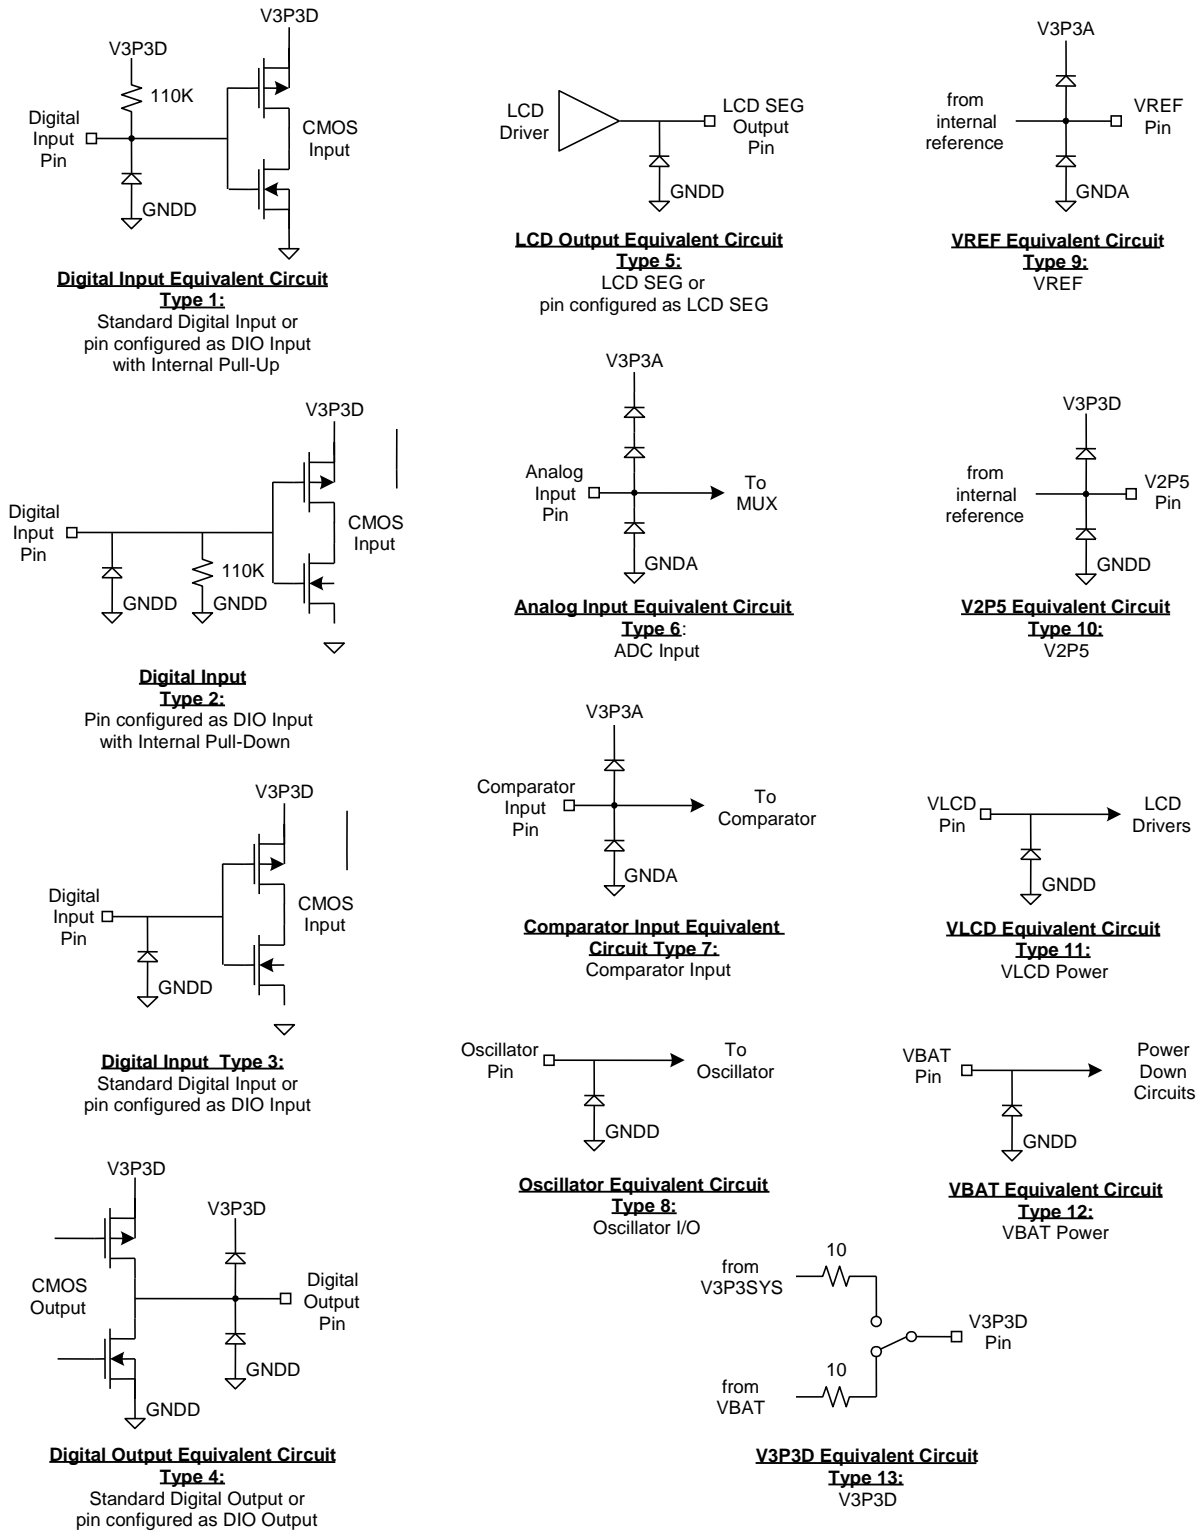 V3P3D
V3P3D
110K
Digital
Input
Pin
CMOS
Input
GNDD
Digital Input Equivalent Circuit
Type 1:
Standard Digital Input or
pin configured as DIO Input
with Internal Pull-Up
V3P3D
Digital
Input
Pin
CMOS
Input
110K
GNDD
GNDD
Digital Input
Type 2:
Pin configured as DIO Input
with Internal Pull-Down
V3P3D
Digital
Input
Pin
CMOS
Input
GNDD
Digital Input Type 3:
Standard Digital Input or
pin configured as DIO Input
V3P3D
V3P3D
CMOS
Output
Digital
Output
Pin
GNDD
GNDD
Digital Output Equivalent Circuit
Type 4:
Standard Digital Output or
pin configured as DIO Output
LCD
Driver
LCD SEG
Output
Pin
GNDD
LCD Output Equivalent Circuit
Type 5:
LCD SEG or
pin configured as LCD SEG
V3P3A
Analog
Input
Pin
To
MUX
GNDA
Analog Input Equivalent Circuit
Type 6:
ADC Input
V3P3A
Comparator
Input
Pin
To
Comparator
GNDA
Comparator Input Equivalent
Circuit Type 7:
Comparator Input
Oscillator
Pin
To
Oscillator
GNDD
Oscillator Equivalent Circuit
Type 8:
Oscillator I/O
V3P3A
from
internal
reference
VREF
Pin
GNDA
VREF Equivalent Circuit
Type 9:
VREF
V3P3D
from
internal
reference
V2P5
Pin
GNDD
V2P5 Equivalent Circuit
Type 10:
V2P5
VLCD
Pin
LCD
Drivers
GNDD
VLCD Equivalent Circuit
Type 11:
VLCD Power
VBAT
Pin
Power
Down
Circuits
GNDD
VBAT Equivalent Circuit
Type 12:
VBAT Power
10
from
V3P3SYS
V3P3D
Pin
10
from
VBAT
V3P3D Equivalent Circuit
Type 13:
V3P3D